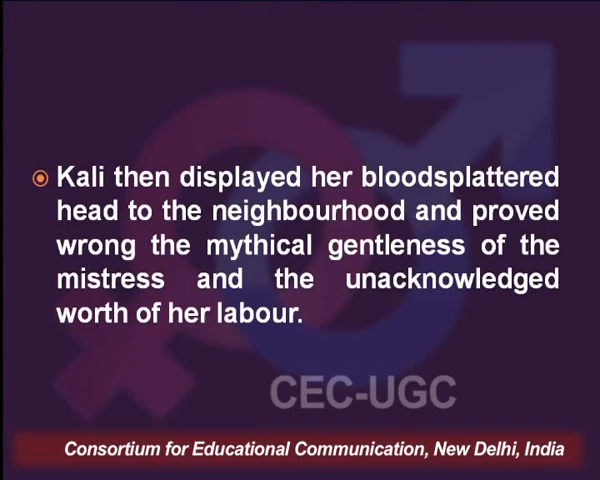 Kali then displayed her bloodsplattered
head to the neighbourhood and proved
wrong the mythical gentleness of the
mistress and the unacknowledged
worth of her labour.
CEC-UGC
Consortium for Educational Communication, New Delhi, India